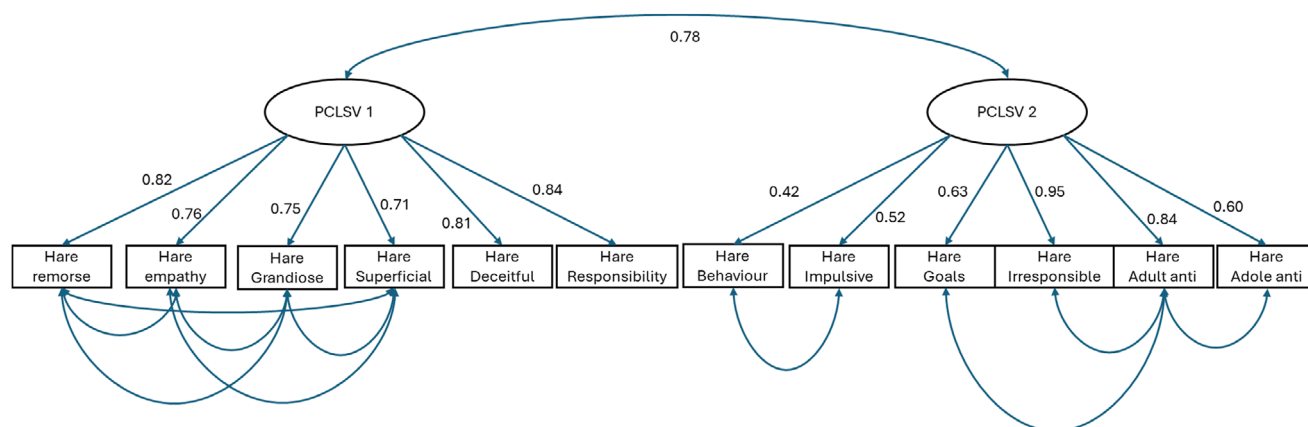 0.78
PCLSV 1
PCLSV 2
0.82
0.76
0.75
0.71
0.81
0.84
0.42
0.52
0.63
0.95
0.84
0.60
Hare
remorse
Hare
empathy
Hare
Grandiose
Hare
Superficial
Hare
Deceitful
Hare
Responsibility
Hare
Behaviour
Hare
Impulsive
Hare
Goals
Hare
Irresponsible
Hare
Adult anti
Hare
Adole anti